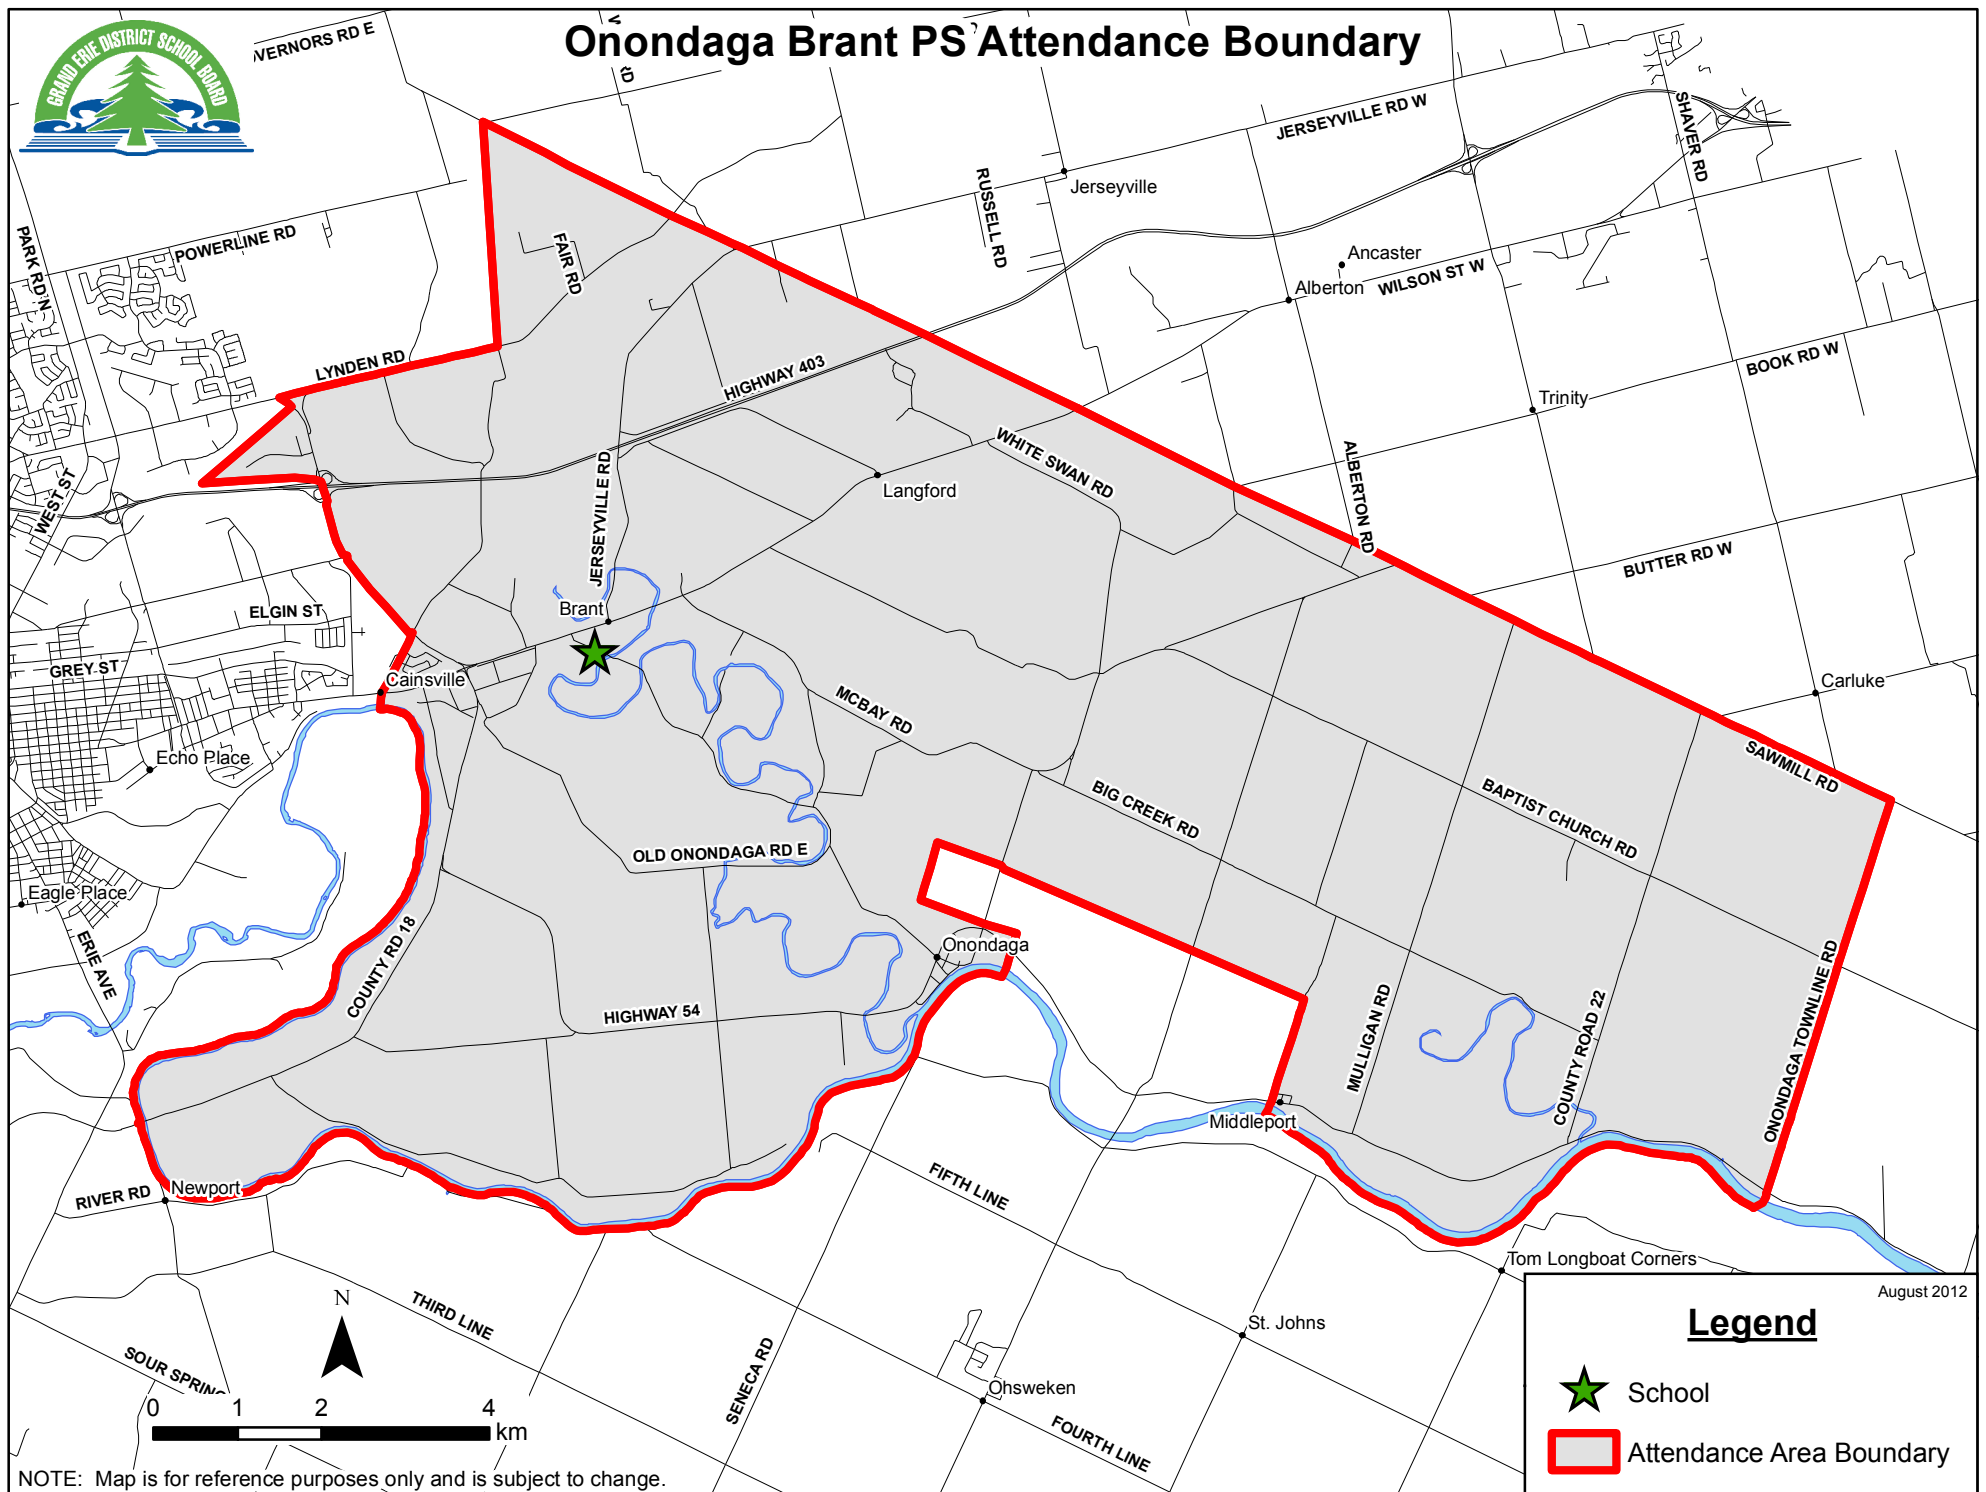 Onondaga Brant PS Attendance Boundary
GRAND ERIE DISTRICT SCHOOL BOARD
VERNORS RD E
RD
JERSEYVILLE RD W
SHAVER RD
Jerseyville
RUSSELL RD
PARK RD N
POWERLINE RD
FAIR RD
Ancaster
Alberton
WILSON ST W
LYNDEN RD
HIGHWAY 403
BOOK RD W
Trinity
WHITE SWAN RD
ALBERTON RD
WEST ST
JERSEYVILLE RD
Langford
BUTTER RD W
ELGIN ST
Brant
GREY ST
Cainsville
Carluke
MCBAY RD
SAWMILL RD
Echo Place
BIG CREEK RD
BAPTIST CHURCH RD
OLD ONONDAGA RD E
Eagle Place
ERIE AVE
COUNTY RD 18
Onondaga
HIGHWAY 54
MULLIGAN RD
COUNTY ROAD 22
ONONDAGA TOWNLINE RD
Middleport
RIVER RD
Newport
FIFTH LINE
Tom Longboat Corners
THIRD LINE
SENECA RD
St. Johns
SOUR SPRING
Ohsweken
FOURTH LINE
N
0 1 2 4
km
NOTE: Map is for reference purposes only and is subject to change.
August 2012
Legend
School
Attendance Area Boundary